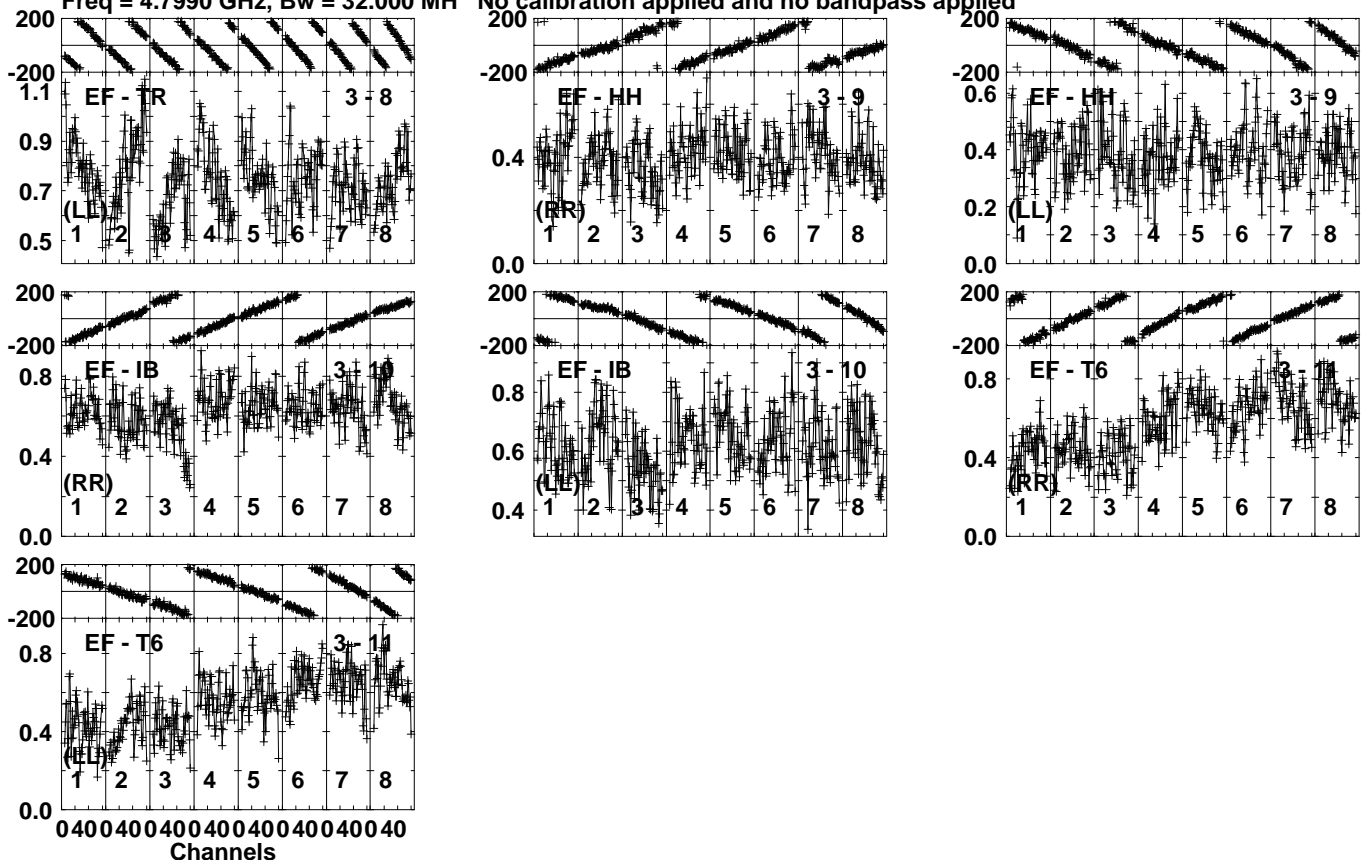 Freq = 4.7990 GHz, Bw = 32.000 MH No calibration applied and no bandpass applied
200
-200
1.1
0.9
0.7
0.5
EF - TR 3 - 8
(LL)
1 2 3 4 5 6 7 8
200
-200
0.4
0.0
EF - HH 3 - 9
(RR)
1 2 3 4 5 6 7 8
200
-200
0.6
0.4
0.2
0.0
EF - HH 3 - 9
(LL)
1 2 3 4 5 6 7 8
200
-200
0.8
0.4
0.0
EF - IB 3 - 10
(RR)
1 2 3 4 5 6 7 8
200
-200
0.8
0.6
0.4
EF - IB 3 - 10
(LL)
1 2 3 4 5 6 7 8
200
-200
0.8
0.4
0.0
EF - T6 3 - 11
(RR)
1 2 3 4 5 6 7 8
200
-200
0.8
0.4
0.0
EF - T6 3 - 11
(LL)
1 2 3 4 5 6 7 8
0 40 0 40 0 40 0 40 0 40 0 40 0 40 0 40
Channels